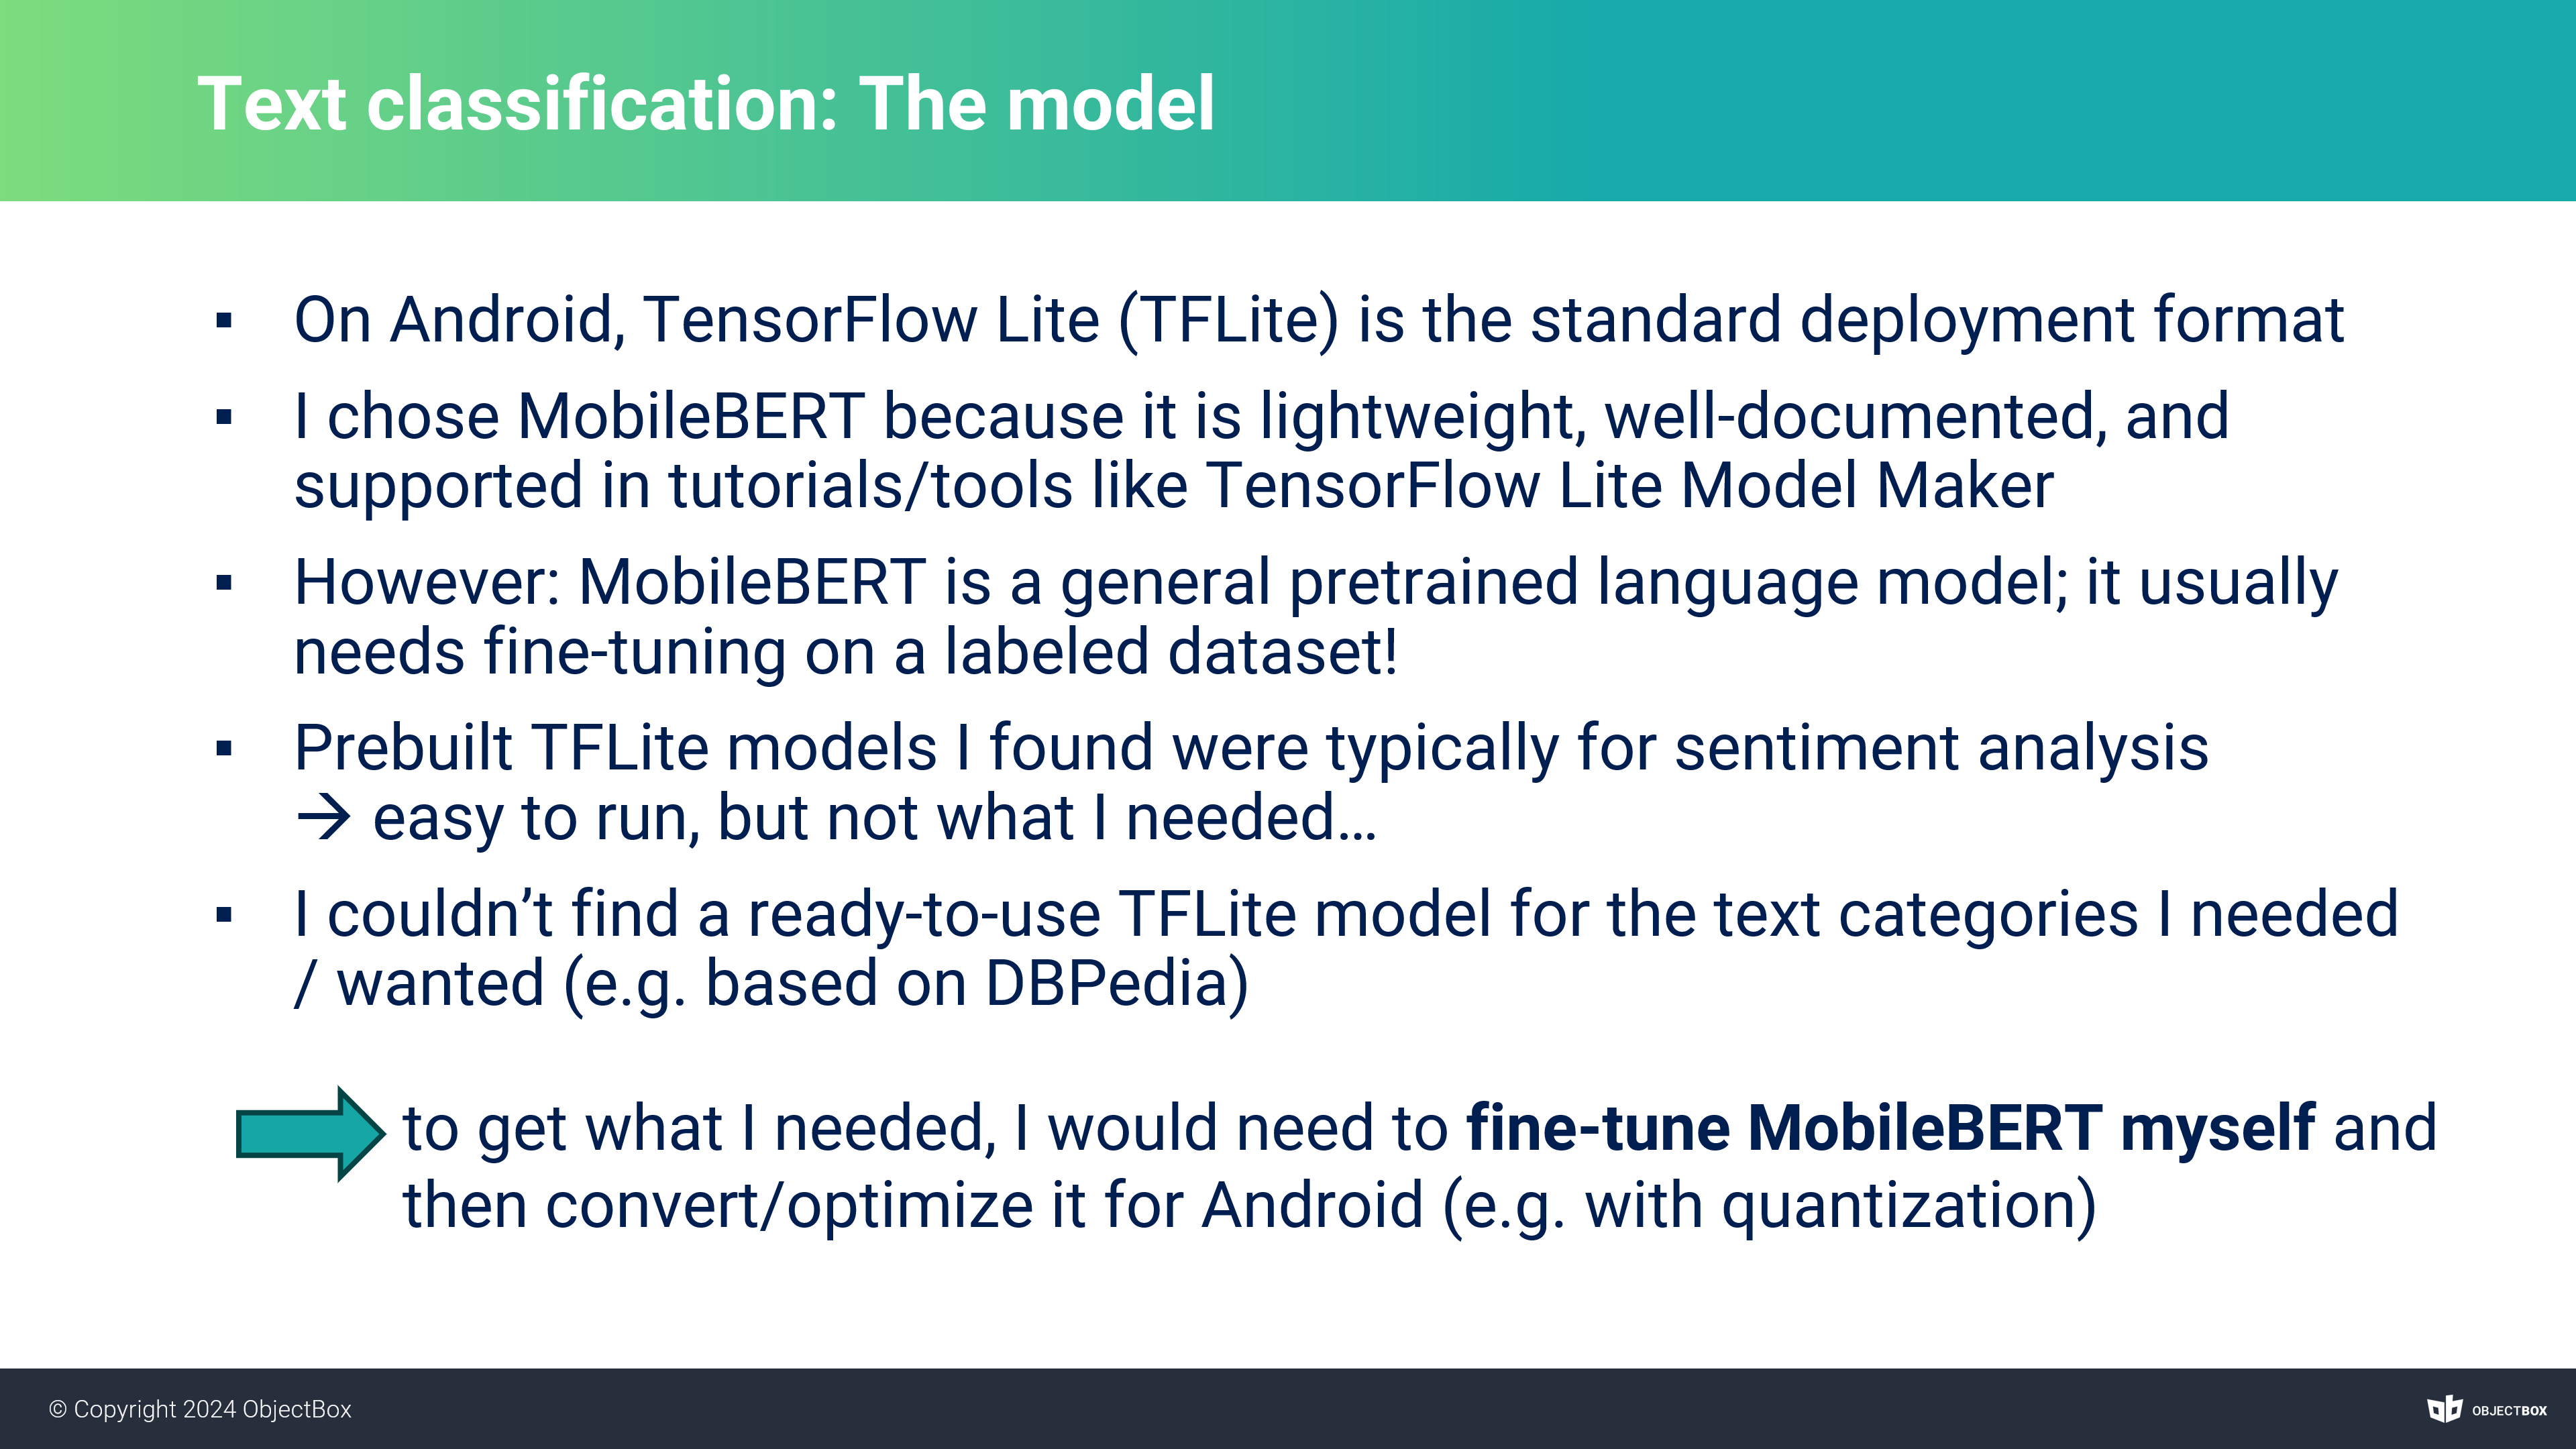 Text classification: The model
▪ On Android, TensorFlow Lite (TFLite) is the standard deployment format
▪ I chose MobileBERT because it is lightweight, well-documented, and
supported in tutorials/tools like TensorFlow Lite Model Maker
▪ However: MobileBERT is a general pretrained language model; it usually
needs fine-tuning on a labeled dataset!
▪ Prebuilt TFLite models I found were typically for sentiment analysis
→ easy to run, but not what I needed…
▪ I couldn’t find a ready-to-use TFLite model for the text categories I needed
/ wanted (e.g. based on DBPedia)
to get what I needed, I would need to fine-tune MobileBERT myself and
then convert/optimize it for Android (e.g. with quantization)
© Copyright 2024 ObjectBox
OBJECTBOX